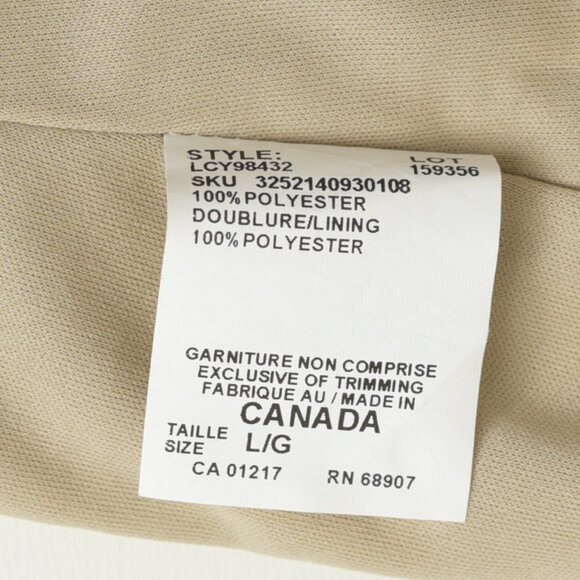 STYLE: LOT
LCY98432 159356
SKU 3252140930108
100% POLYESTER
DOUBLURE/LINING
100% POLYESTER
GARNITURE NON COMPRISE
EXCLUSIVE OF TRIMMING
FABRIQUE AU / MADE IN
CANADA
TAILLE
SIZE L/G
CA 01217 RN 68907